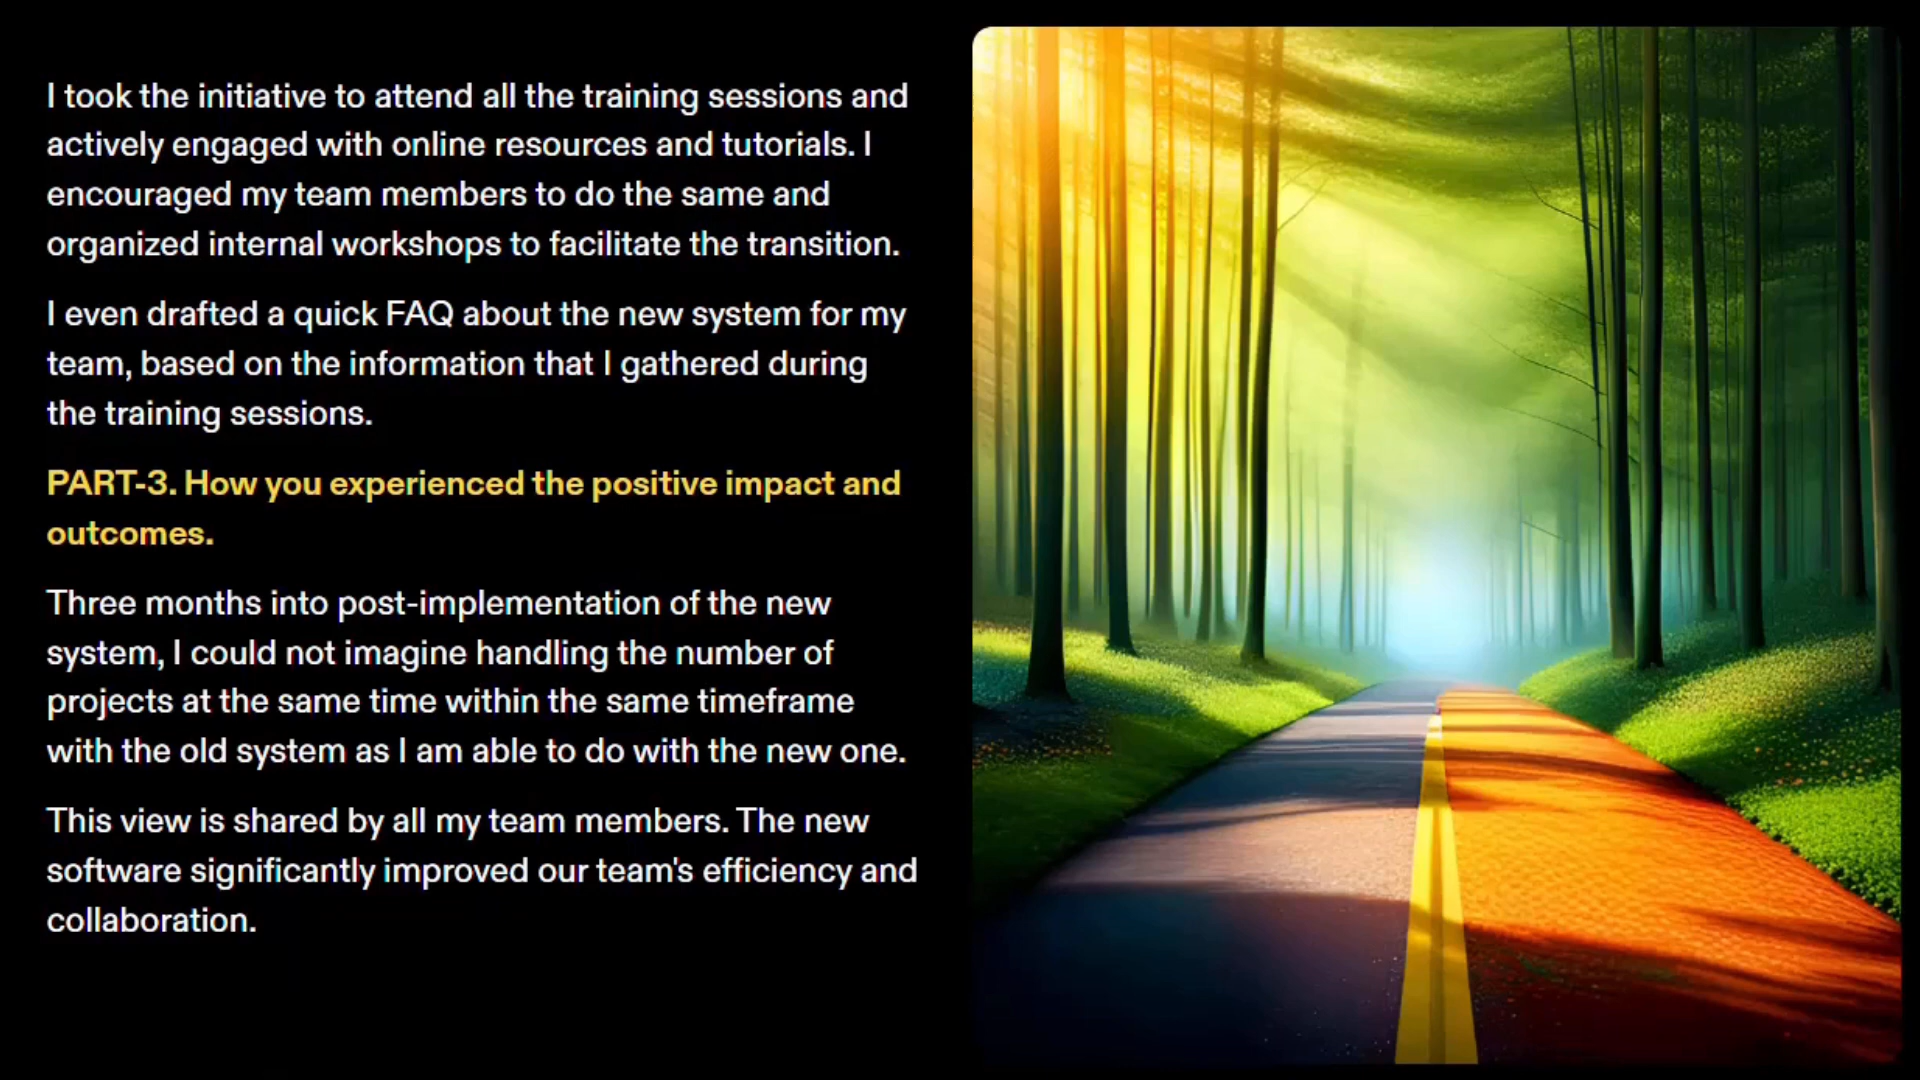 I took the initiative to attend all the training sessions and
actively engaged with online resources and tutorials. I
encouraged my team members to do the same and
organized internal workshops to facilitate the transition.
I even drafted a quick FAQ about the new system for my
team, based on the information that I gathered during
the training sessions.
PART-3. How you experienced the positive impact and
outcomes.
Three months into post-implementation of the new
system, I could not imagine handling the number of
projects at the same time within the same timeframe
with the old system as I am able to do with the new one.
This view is shared by all my team members. The new
software significantly improved our team's efficiency and
collaboration.